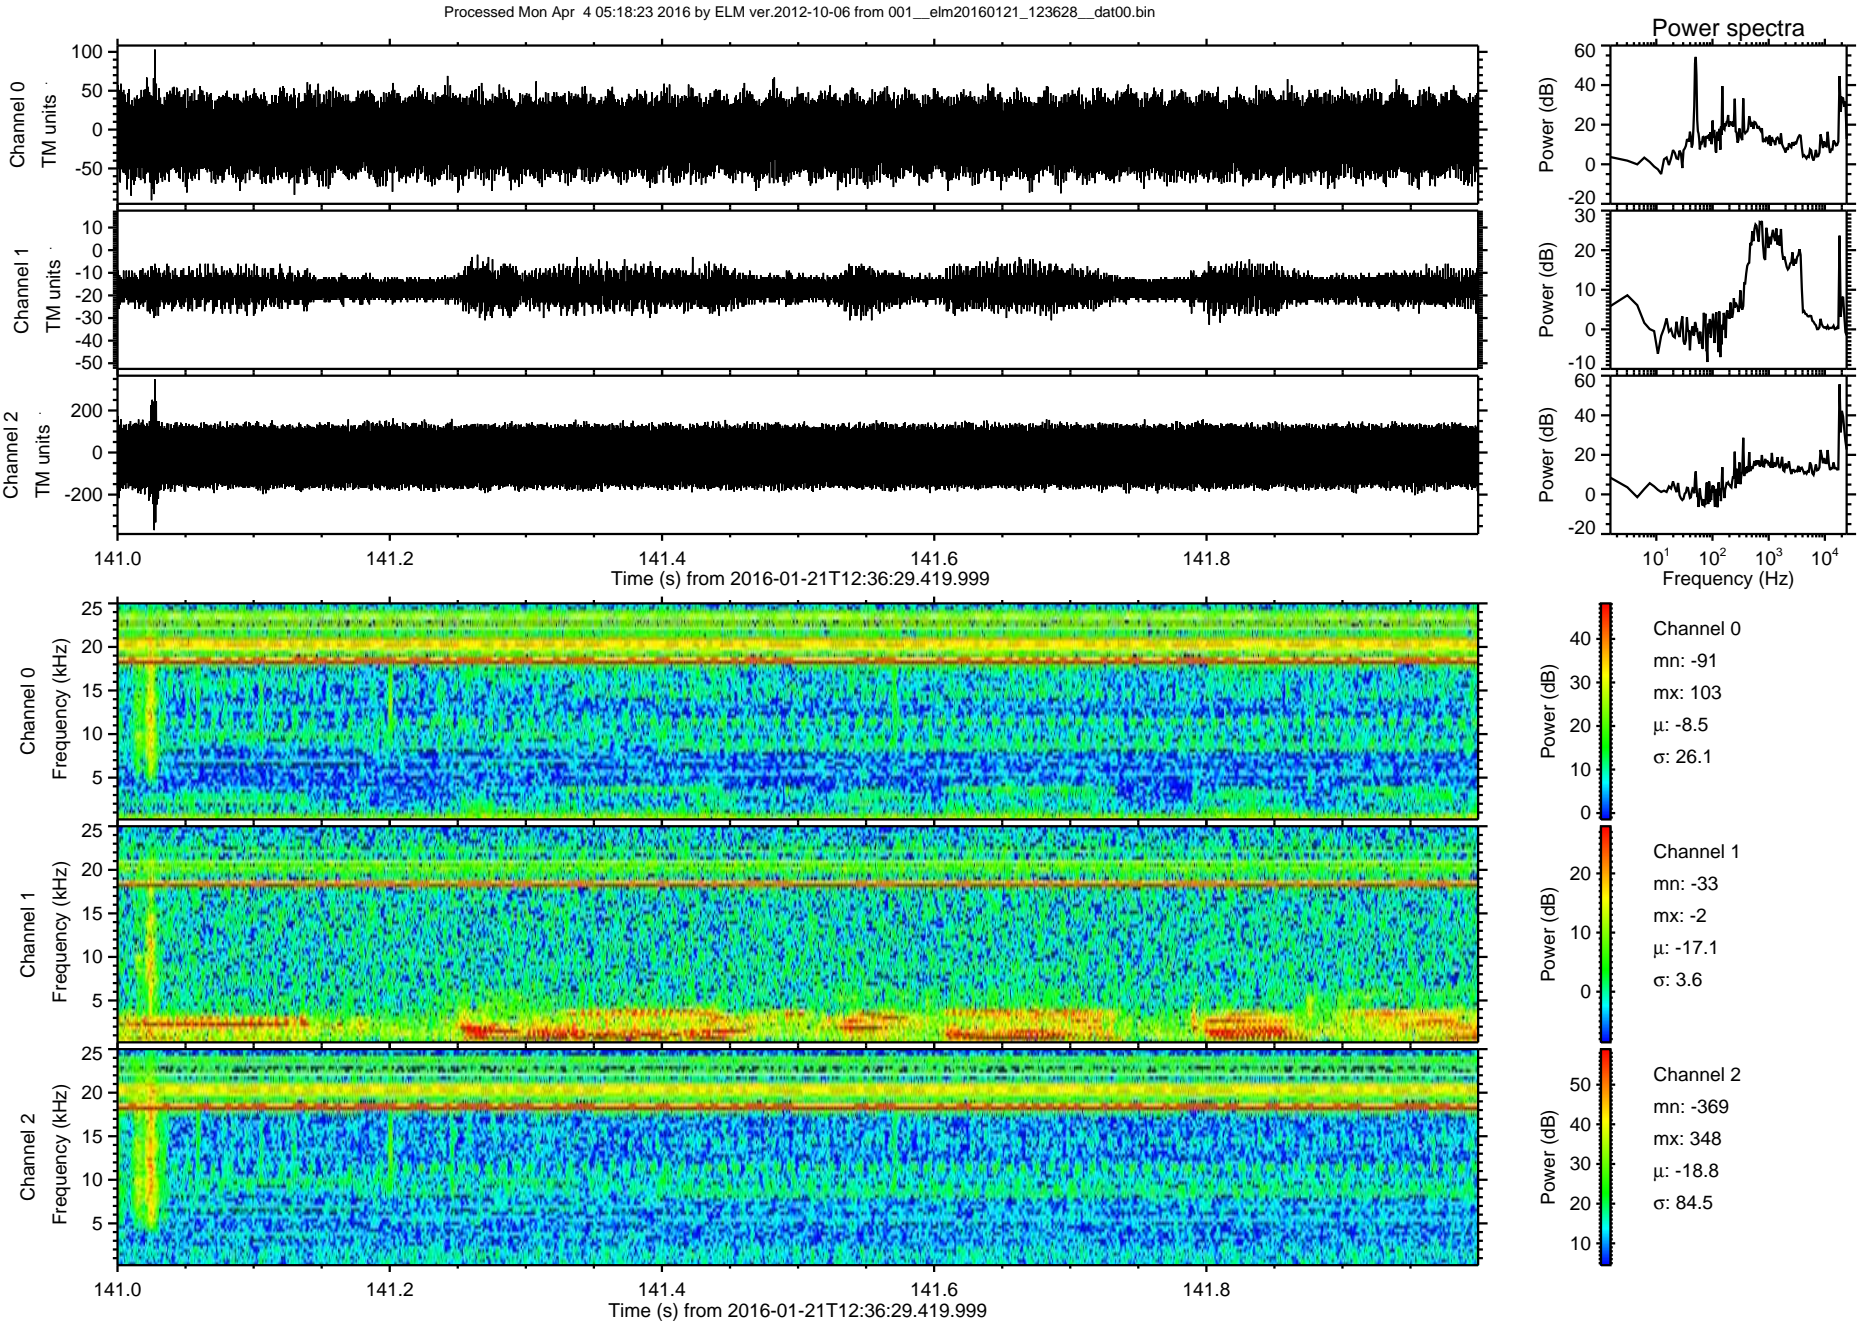 Processed Mon Apr  4 05:18:23 2016 by ELM ver.2012-10-06 from 001__elm20160121_123628__dat00.bin
Power spectra
Channel 0
TM units
100
50
0
-50
Power (dB)
60
40
20
0
-20
Channel 1
TM units
10
0
-10
-20
-30
-40
-50
Power (dB)
30
20
10
0
-10
Channel 2
TM units
200
0
-200
Power (dB)
60
40
20
0
-20
141.0 141.2 141.4 141.6 141.8
Time (s) from 2016-01-21T12:36:29.419.999
10^1 10^2 10^3 10^4
Frequency (Hz)
Channel 0
Frequency (kHz)
25
20
15
10
5
Power (dB)
40
30
20
10
0
Channel 0
mn: -91
mx: 103
μ: -8.5
σ: 26.1
Channel 1
Frequency (kHz)
25
20
15
10
5
Power (dB)
20
10
0
Channel 1
mn: -33
mx: -2
μ: -17.1
σ: 3.6
Channel 2
Frequency (kHz)
25
20
15
10
5
Power (dB)
50
40
30
20
10
Channel 2
mn: -369
mx: 348
μ: -18.8
σ: 84.5
141.0 141.2 141.4 141.6 141.8
Time (s) from 2016-01-21T12:36:29.419.999